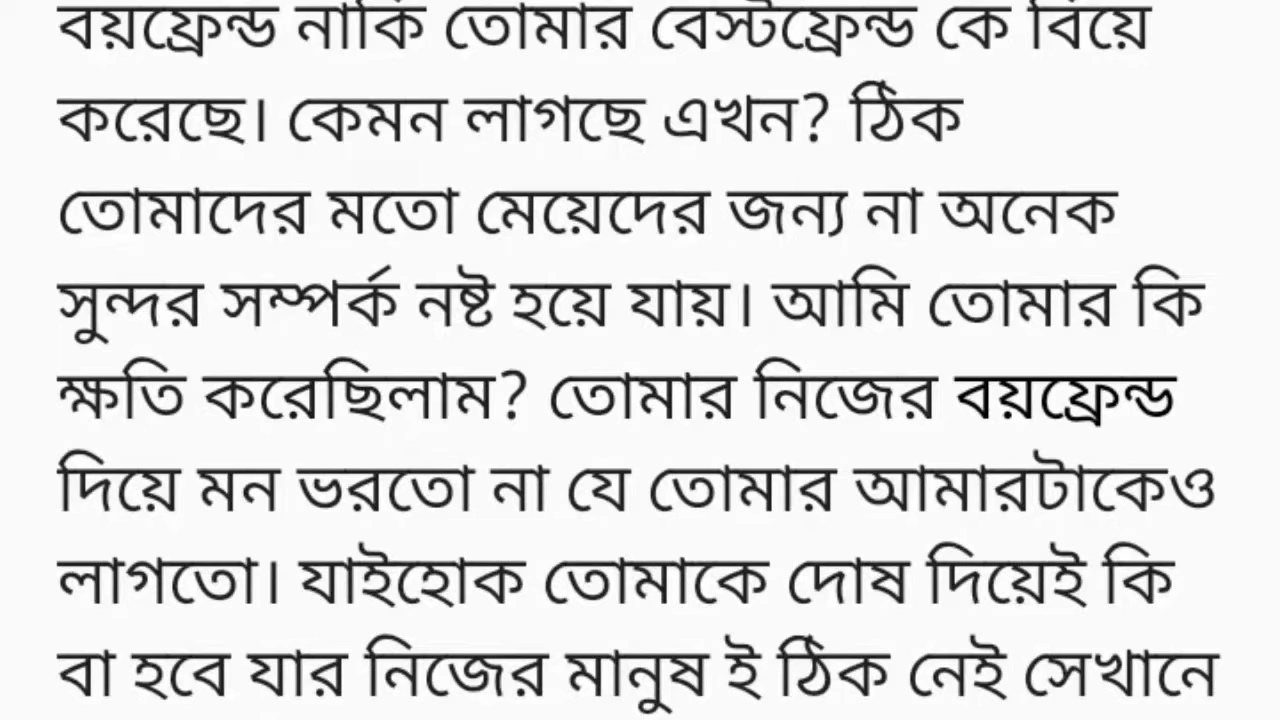 বয়ফ্রেন্ড নাকি তোমার বেস্টফ্রেন্ড কে বিয়ে
করেছে। কেমন লাগছে এখন? ঠিক
তোমাদের মতো মেয়েদের জন্য না অনেক
সুন্দর সম্পর্ক নষ্ট হয়ে যায়। আমি তোমার কি
ক্ষতি করেছিলাম? তোমার নিজের বয়ফ্রেন্ড
দিয়ে মন ভরতো না যে তোমার আমারটাকেও
লাগতো। যাইহোক তোমাকে দোষ দিয়েই কি
বা হবে যার নিজের মানুষ ই ঠিক নেই সেখানে